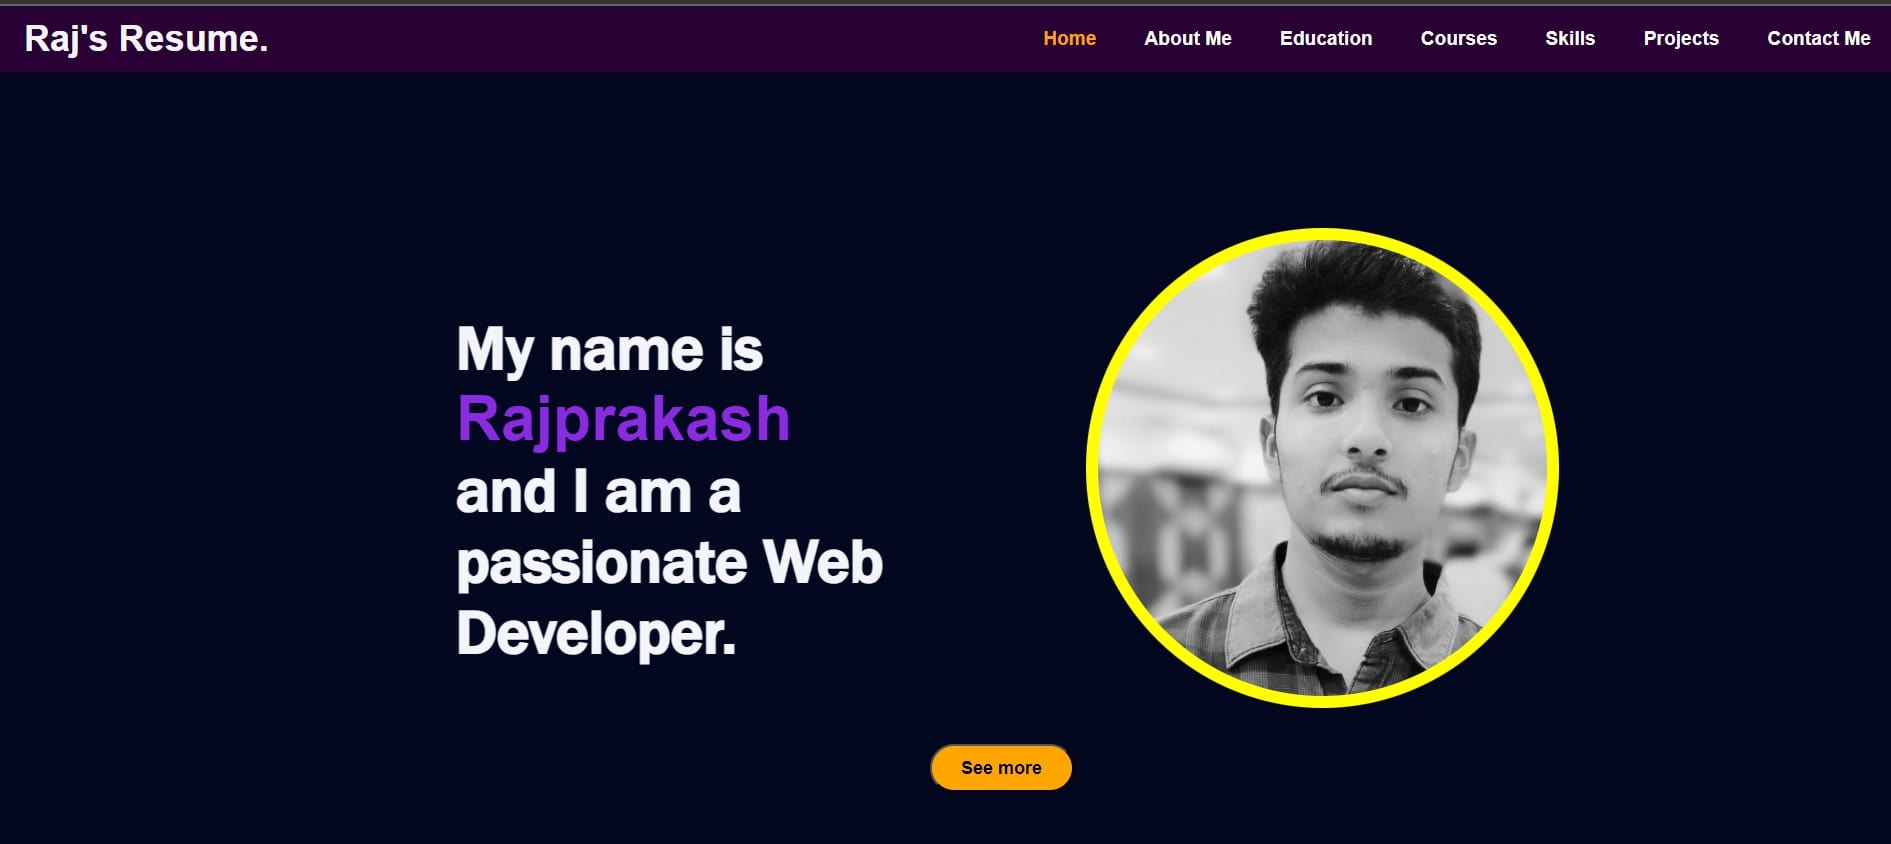 Raj's Resume.
Home About Me Education Courses Skills Projects Contact Me
My name is
Rajprakash
and I am a
passionate Web
Developer.
See more